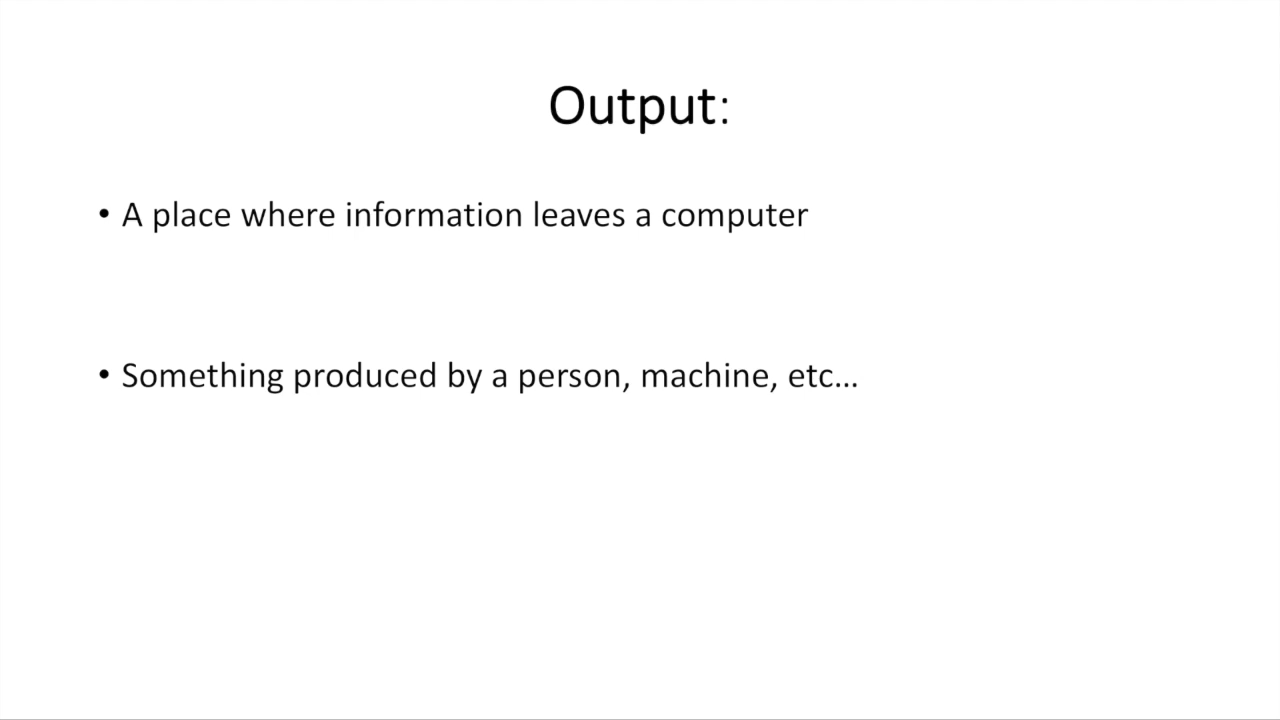 Output:
• A place where information leaves a computer
• Something produced by a person, machine, etc…